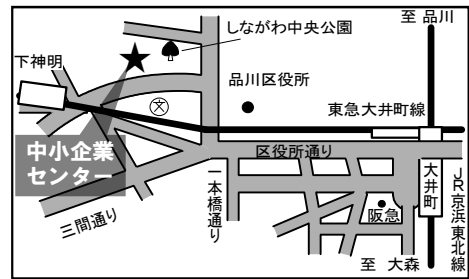 至 品川
しながわ中央公園
下神明
品川区役所
文
東急大井町線
中小企業
センター
区役所通り
一本橋通り
大井町
JR京浜東北線
三間通り
阪急
至 大森